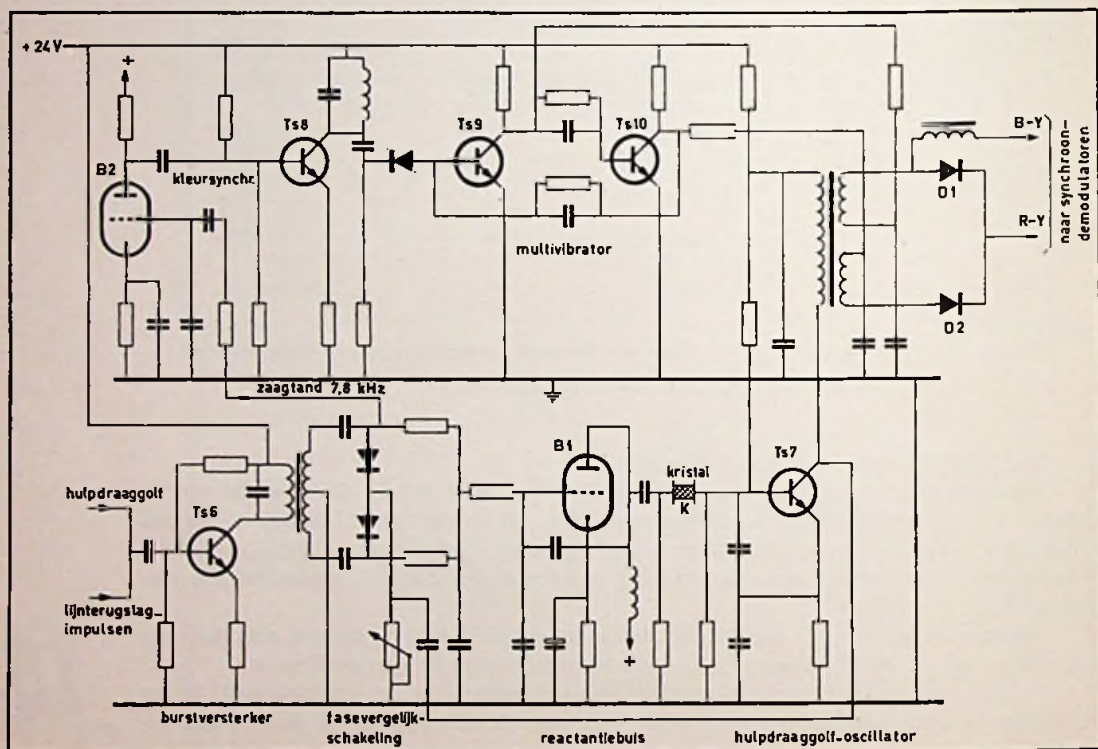 + 24V
+
Ts8
Ts9
Ts10
B2
kleursynchr.
multivibrator
B-Y
D1
R-Y
D2
naar synchroon-
demodulatoren
zaagtand 7,8 kHz
hulpdraaggolf
Ts6
lijnterugslag-
impulsen
B1
kristal
K
Ts7
+
burstversterker
fasevergelijk-
schakeling
reactantiebuis
hulpdraaggolf-oscillator